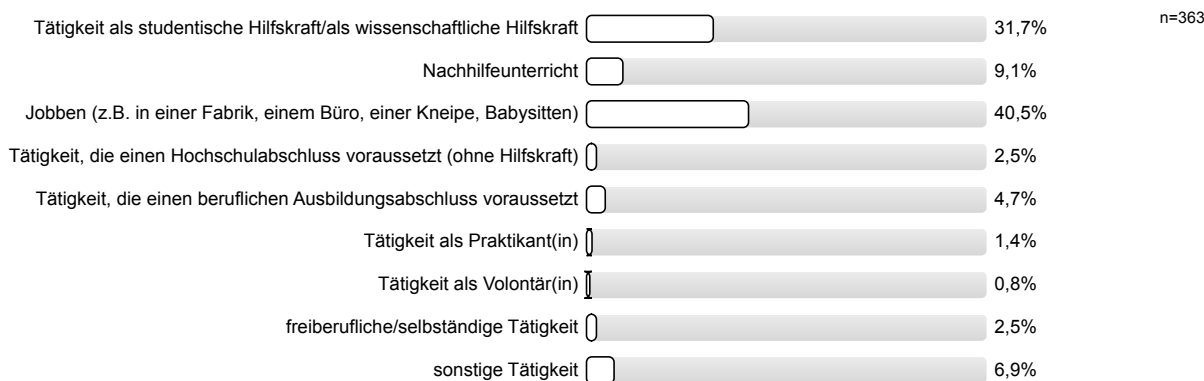 Tätigkeit als studentische Hilfskraft/als wissenschaftliche Hilfskraft 31,7% n=363
Nachhilfeunterricht 9,1%
Jobben (z.B. in einer Fabrik, einem Büro, einer Kneipe, Babysitten) 40,5%
Tätigkeit, die einen Hochschulabschluss voraussetzt (ohne Hilfskraft) 2,5%
Tätigkeit, die einen beruflichen Ausbildungsabschluss voraussetzt 4,7%
Tätigkeit als Praktikant(in) 1,4%
Tätigkeit als Volontär(in) 0,8%
freiberufliche/selbständige Tätigkeit 2,5%
sonstige Tätigkeit 6,9%